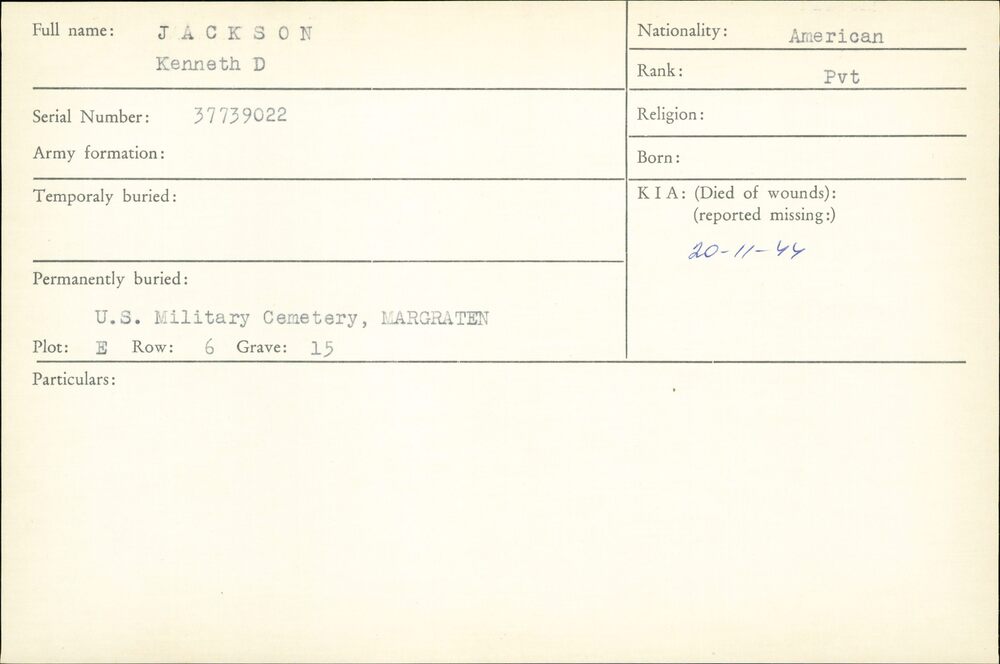 Full name: JACKSON
Kenneth D
Serial Number: 37739022
Army formation:
Temporaly buried:
Permanently buried:
U.S. Military Cemetery, MARGRATEN
Plot: E Row: 6 Grave: 15
Nationality: American
Rank: Pvt
Religion:
Born:
K I A: (Died of wounds):
(reported missing:)
20-11-44
Particulars: